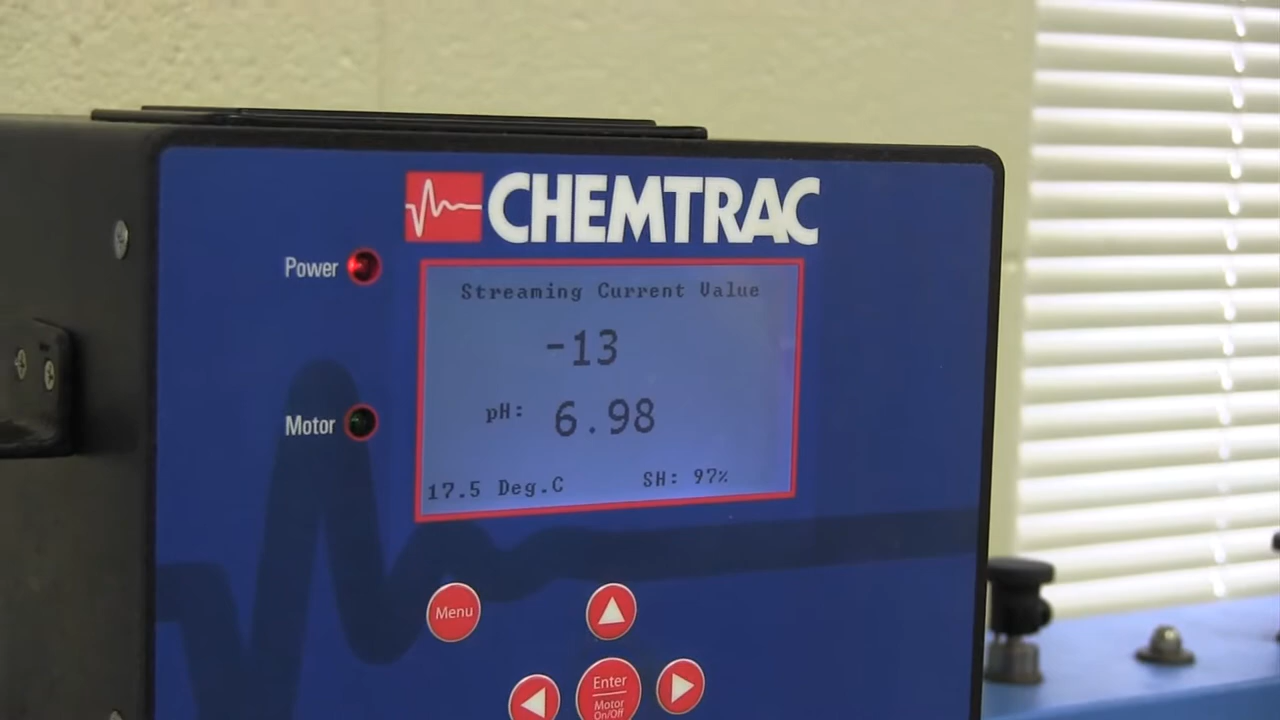 CHEMTRAC
Power
Streaming Current Value
-13
pH: 6.98
Motor
17.5 Deg.C SH: 97%
Menu
Enter
Motor
On/Off